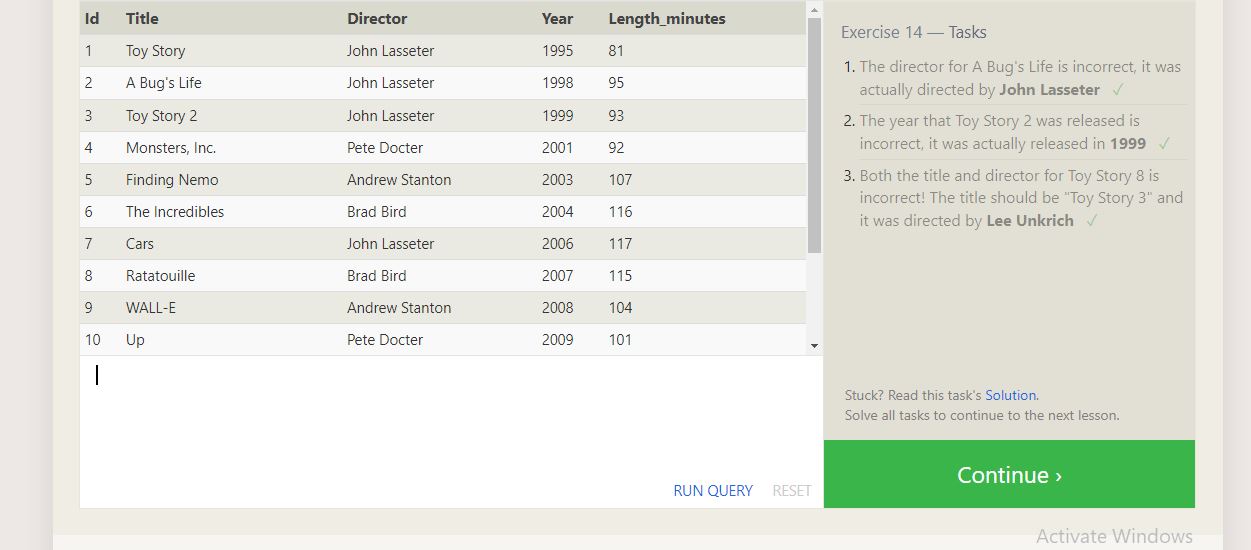 Id Title Director Year Length_minutes
1 Toy Story John Lasseter 1995 81
2 A Bug's Life John Lasseter 1998 95
3 Toy Story 2 John Lasseter 1999 93
4 Monsters, Inc. Pete Docter 2001 92
5 Finding Nemo Andrew Stanton 2003 107
6 The Incredibles Brad Bird 2004 116
7 Cars John Lasseter 2006 117
8 Ratatouille Brad Bird 2007 115
9 WALL-E Andrew Stanton 2008 104
10 Up Pete Docter 2009 101
RUN QUERY RESET
Exercise 14 — Tasks
1. The director for A Bug's Life is incorrect, it was
actually directed by John Lasseter ✓
2. The year that Toy Story 2 was released is
incorrect, it was actually released in 1999 ✓
3. Both the title and director for Toy Story 8 is
incorrect! The title should be "Toy Story 3" and
it was directed by Lee Unkrich ✓
Stuck? Read this task's Solution.
Solve all tasks to continue to the next lesson.
Continue ›
Activate Windows